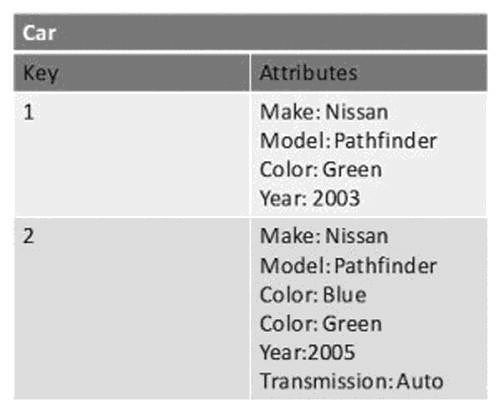 Car
Key Attributes
1 Make: Nissan
Model: Pathfinder
Color: Green
Year: 2003
2 Make: Nissan
Model: Pathfinder
Color: Blue
Color: Green
Year:2005
Transmission: Auto